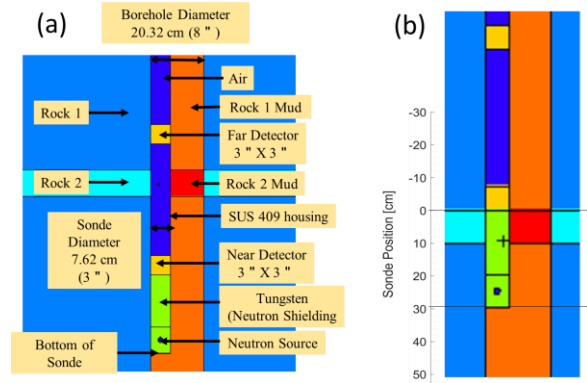 (a)
Borehole Diameter
20.32 cm (8 ")
Air
Rock 1
Rock 1 Mud
Far Detector
3 " X 3 "
Rock 2
Rock 2 Mud
SUS 409 housing
Sonde
Diameter
7.62 cm
(3 ")
Near Detector
3 " X 3 "
Tungsten
(Neutron Shielding
Bottom of
Sonde
Neutron Source
(b)
Sonde Position [cm]
-30
-20
-10
0
10
20
30
40
50